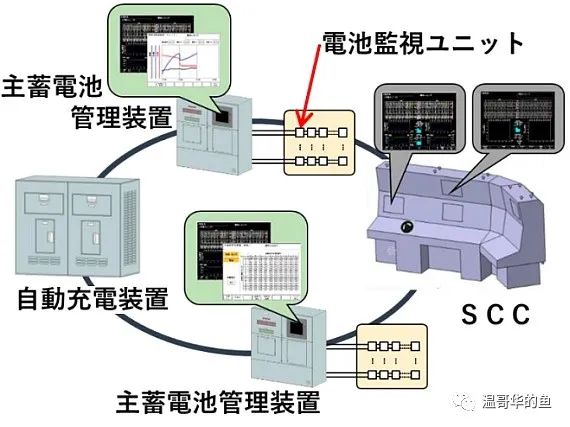 電池監視ユニット
主蓄電池
管理装置
自動充電装置
ＳＣＣ
主蓄電池管理装置
温哥华的鱼